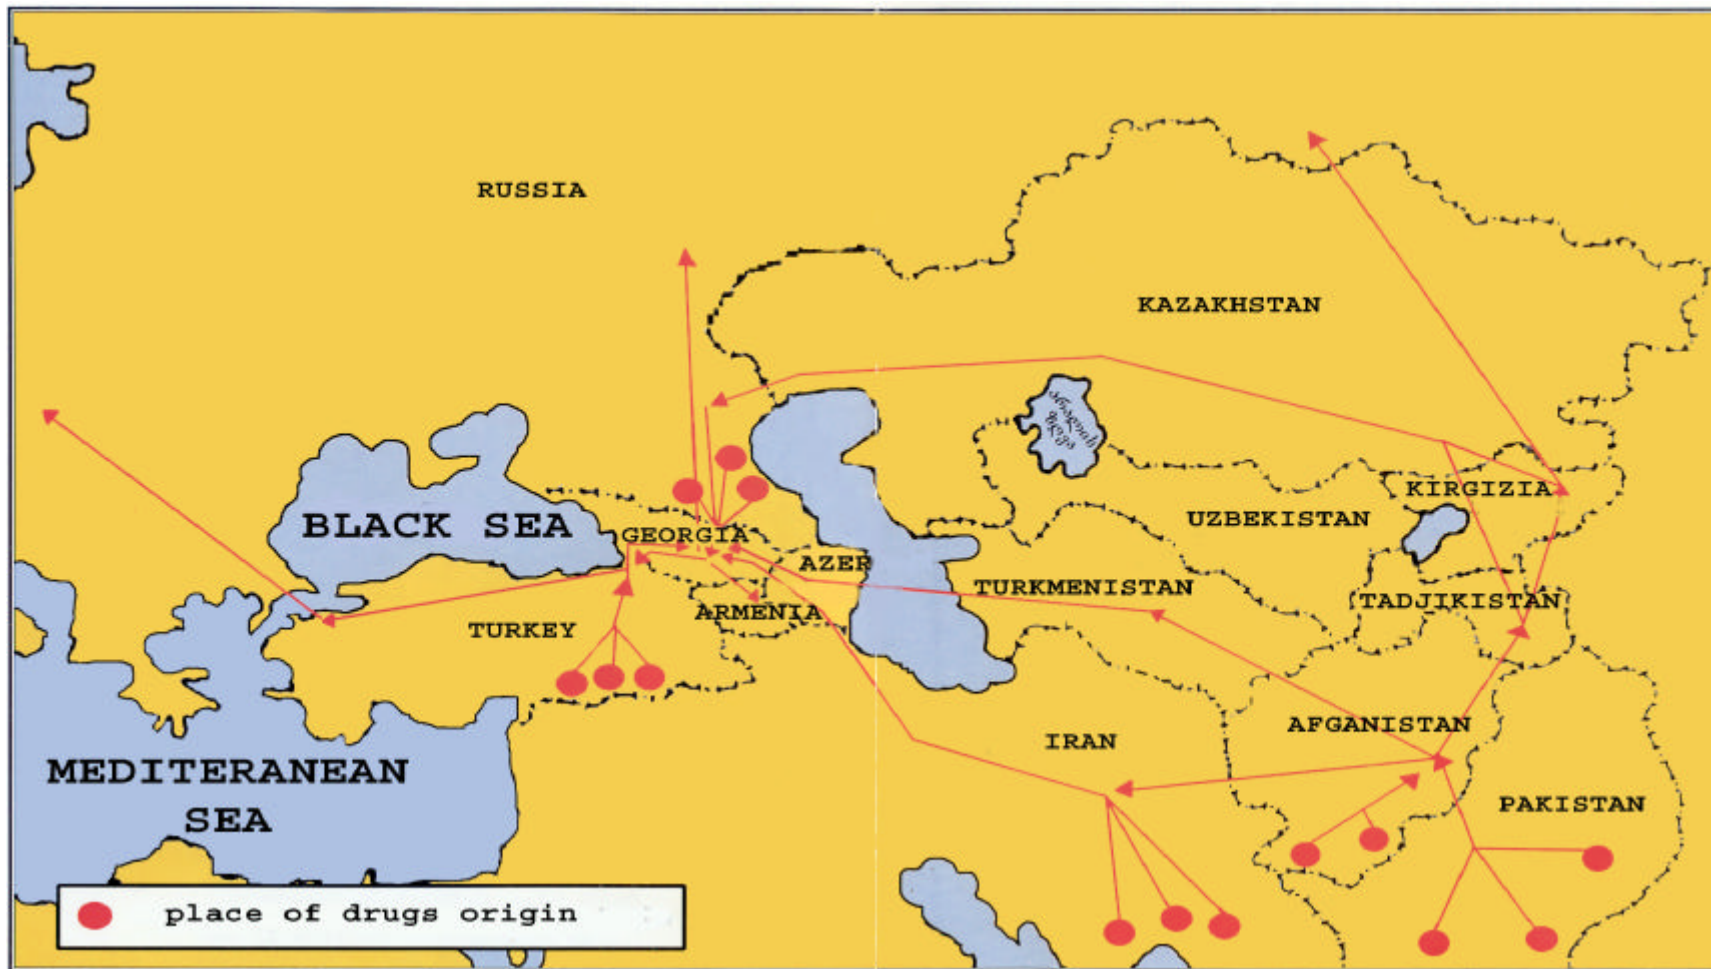 RUSSIA
KAZAKHSTAN
KIRGIZIA
UZBEKISTAN
BLACK SEA
GEORGIA
AZER
TURKMENISTAN
TADJIKISTAN
ARMENIA
TURKEY
AFGANISTAN
IRAN
MEDITERANEAN
SEA
PAKISTAN
place of drugs origin